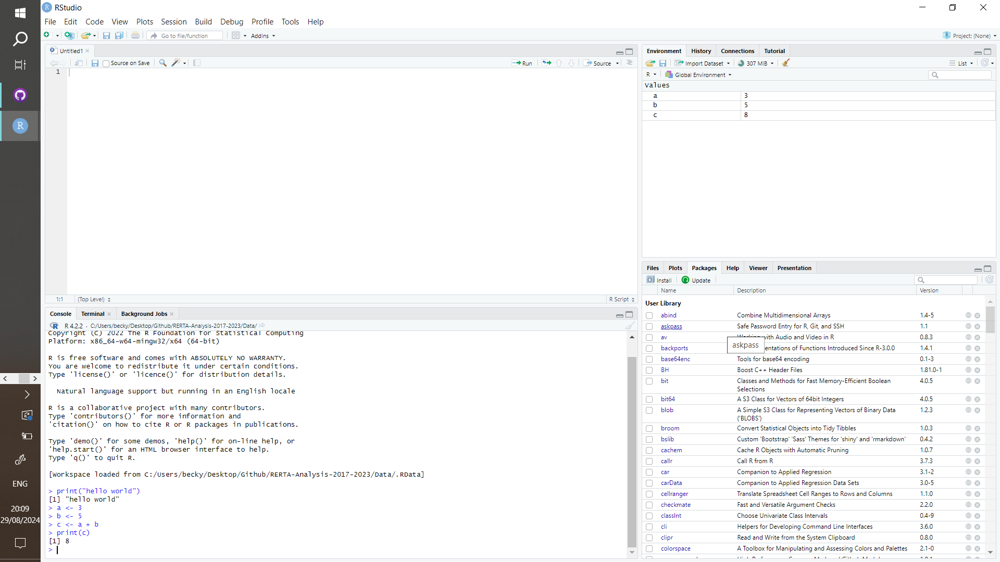 RStudio
File Edit Code View Plots Session Build Debug Profile Tools Help
Go to file/function Addins Project: (None)
Untitled1
Source on Save Run Source
1
1:1 (Top Level) R Script
Console Terminal Background Jobs
R 4.2.2 · C:/Users/becky/Desktop/Github/RERTA-Analysis-2017-2023/Data/
Copyright (C) 2022 The R Foundation for Statistical Computing
Platform: x86_64-w64-mingw32/x64 (64-bit)
R is free software and comes with ABSOLUTELY NO WARRANTY.
You are welcome to redistribute it under certain conditions.
Type 'license()' or 'licence()' for distribution details.
Natural language support but running in an English locale
R is a collaborative project with many contributors.
Type 'contributors()' for more information and
'citation()' on how to cite R or R packages in publications.
Type 'demo()' for some demos, 'help()' for on-line help, or
'help.start()' for an HTML browser interface to help.
Type 'q()' to quit R.
[Workspace loaded from C:/Users/becky/Desktop/Github/RERTA-Analysis-2017-2023/Data/.RData]
> print("hello world")
[1] "hello world"
> a <- 3
> b <- 5
> c <- a + b
> print(c)
[1] 8
>
Environment History Connections Tutorial
Import Dataset 307 MiB List
R Global Environment
Values
a 3
b 5
c 8
Files Plots Packages Help Viewer Presentation
Install Update
Name Description Version
User Library
abind Combine Multidimensional Arrays 1.4-5
askpass Safe Password Entry for R, Git, and SSH 1.1
av with Audio and Video in R 0.8.3
askpass
backports entations of Functions Introduced Since R-3.0.0 1.4.1
base64enc Tools for base64 encoding 0.1-3
BH Boost C++ Header Files 1.81.0-1
bit Classes and Methods for Fast Memory-Efficient Boolean 4.0.5
Selections
bit64 A S3 Class for Vectors of 64bit Integers 4.0.5
blob A Simple S3 Class for Representing Vectors of Binary Data 1.2.3
('BLOBS')
broom Convert Statistical Objects into Tidy Tibbles 1.0.3
bslib Custom 'Bootstrap' 'Sass' Themes for 'shiny' and 'rmarkdown' 0.4.2
cachem Cache R Objects with Automatic Pruning 1.0.7
callr Call R from R 3.7.3
car Companion to Applied Regression 3.1-2
carData Companion to Applied Regression Data Sets 3.0-5
cellranger Translate Spreadsheet Cell Ranges to Rows and Columns 1.1.0
checkmate Fast and Versatile Argument Checks 2.2.0
classInt Choose Univariate Class Intervals 0.4-9
cli Helpers for Developing Command Line Interfaces 3.6.0
clipr Read and Write from the System Clipboard 0.8.0
colorspace A Toolbox for Manipulating and Assessing Colors and Palettes 2.1-0
ENG
20:09
29/08/2024